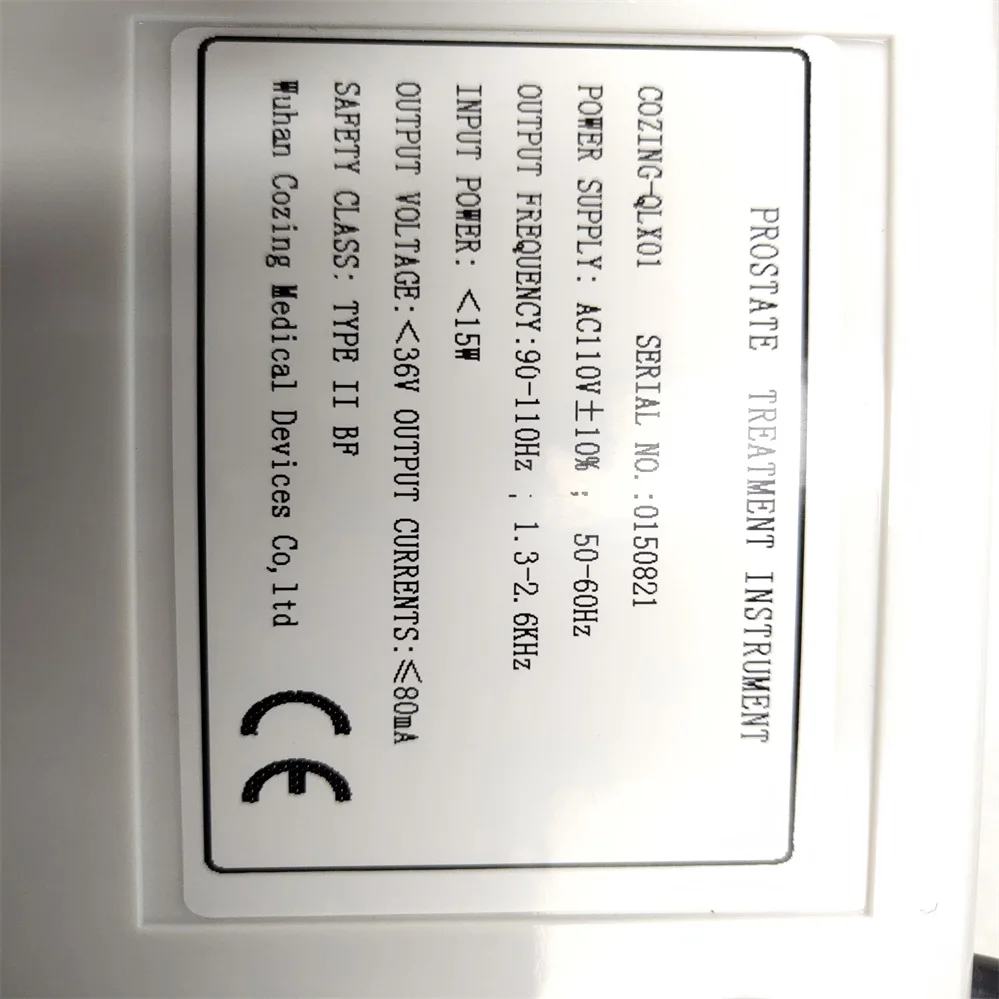 PROSTATE TREATMENT INSTRUMENT
COZING-QLX01 SERIAL NO.:0150821
POWER SUPPLY: AC110V±10% ; 50-60Hz
OUTPUT FREQUENCY:90-110Hz ; 1.3-2.6KHz
INPUT POWER: <15W
OUTPUT VOLTAGE:<36V OUTPUT CURRENTS:≤80mA
SAFETY CLASS: TYPE II BF
Wuhan Cozing Medical Devices Co,ltd
CE